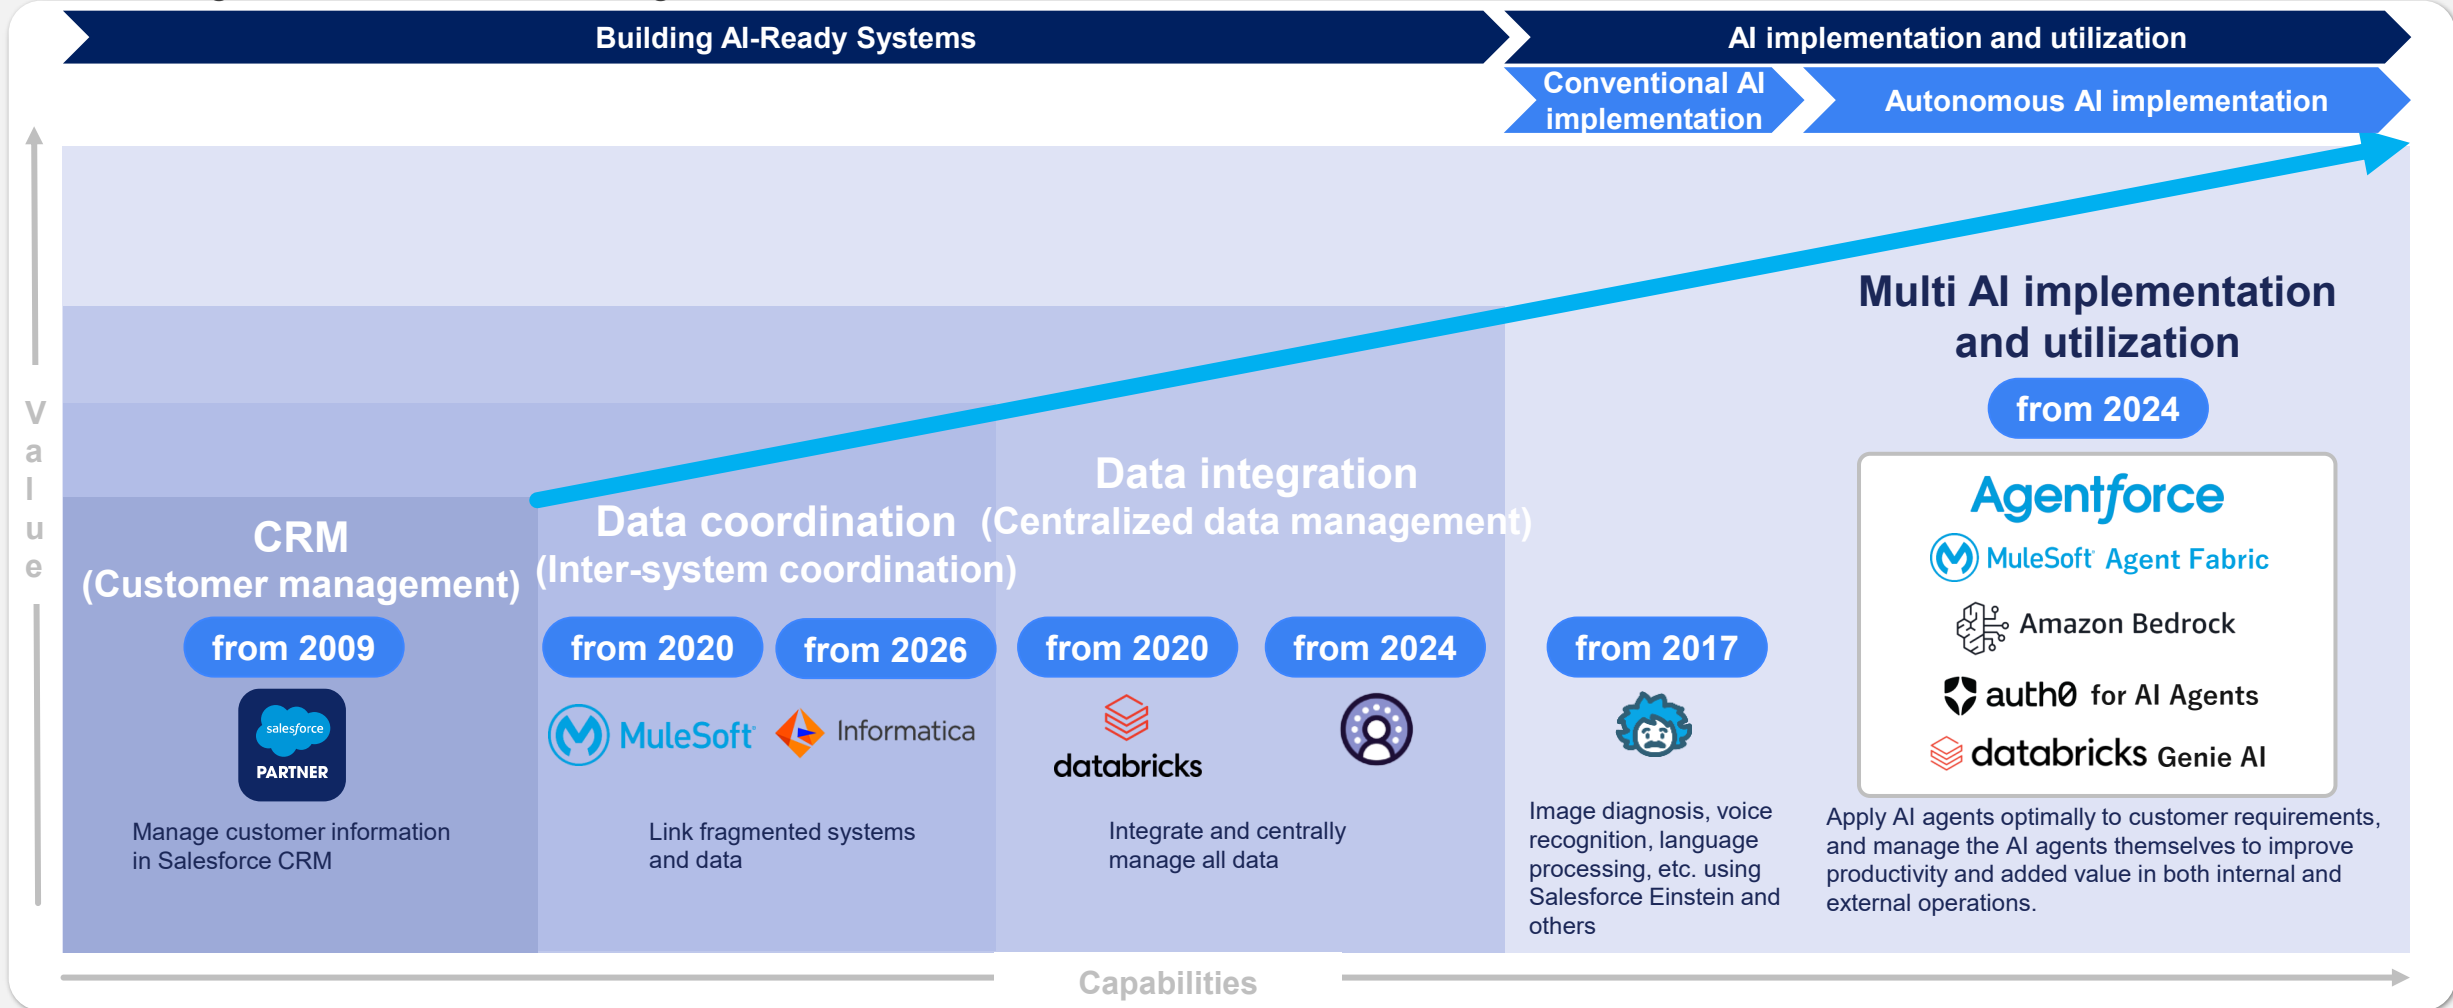 Building AI-Ready Systems
AI implementation and utilization
Conventional AI
implementation
Autonomous AI implementation
Value
Multi AI implementation
and utilization
from 2024
Agentforce
MuleSoft Agent Fabric
Amazon Bedrock
auth0 for AI Agents
databricks Genie AI
Apply AI agents optimally to customer requirements,
and manage the AI agents themselves to improve
productivity and added value in both internal and
external operations.
CRM
(Customer management)
from 2009
salesforce
PARTNER
Manage customer information
in Salesforce CRM
Data coordination
(Inter-system coordination)
from 2020
from 2026
MuleSoft
Informatica
Link fragmented systems
and data
Data integration
(Centralized data management)
from 2020
from 2024
databricks
Integrate and centrally
manage all data
from 2017
Image diagnosis, voice
recognition, language
processing, etc. using
Salesforce Einstein and
others
Capabilities